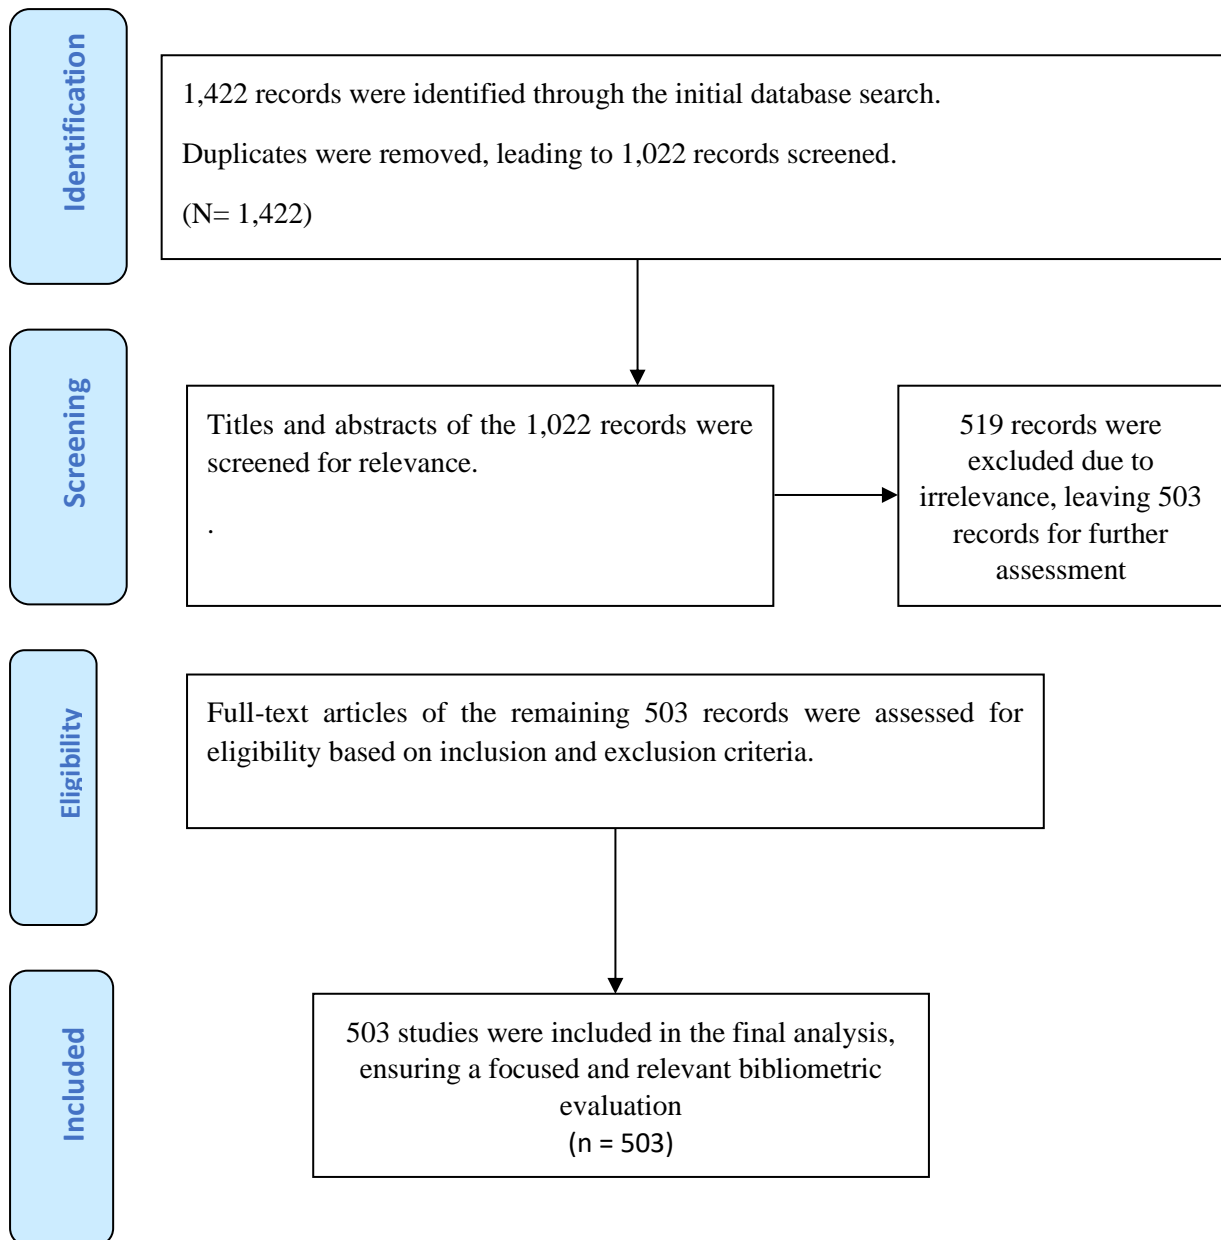 Identification
1,422 records were identified through the initial database search.
Duplicates were removed, leading to 1,022 records screened.
(N= 1,422)
Screening
Titles and abstracts of the 1,022 records were
screened for relevance.
.
519 records were
excluded due to
irrelevance, leaving 503
records for further
assessment
Eligibility
Full-text articles of the remaining 503 records were assessed for
eligibility based on inclusion and exclusion criteria.
Included
503 studies were included in the final analysis,
ensuring a focused and relevant bibliometric
evaluation
(n = 503)